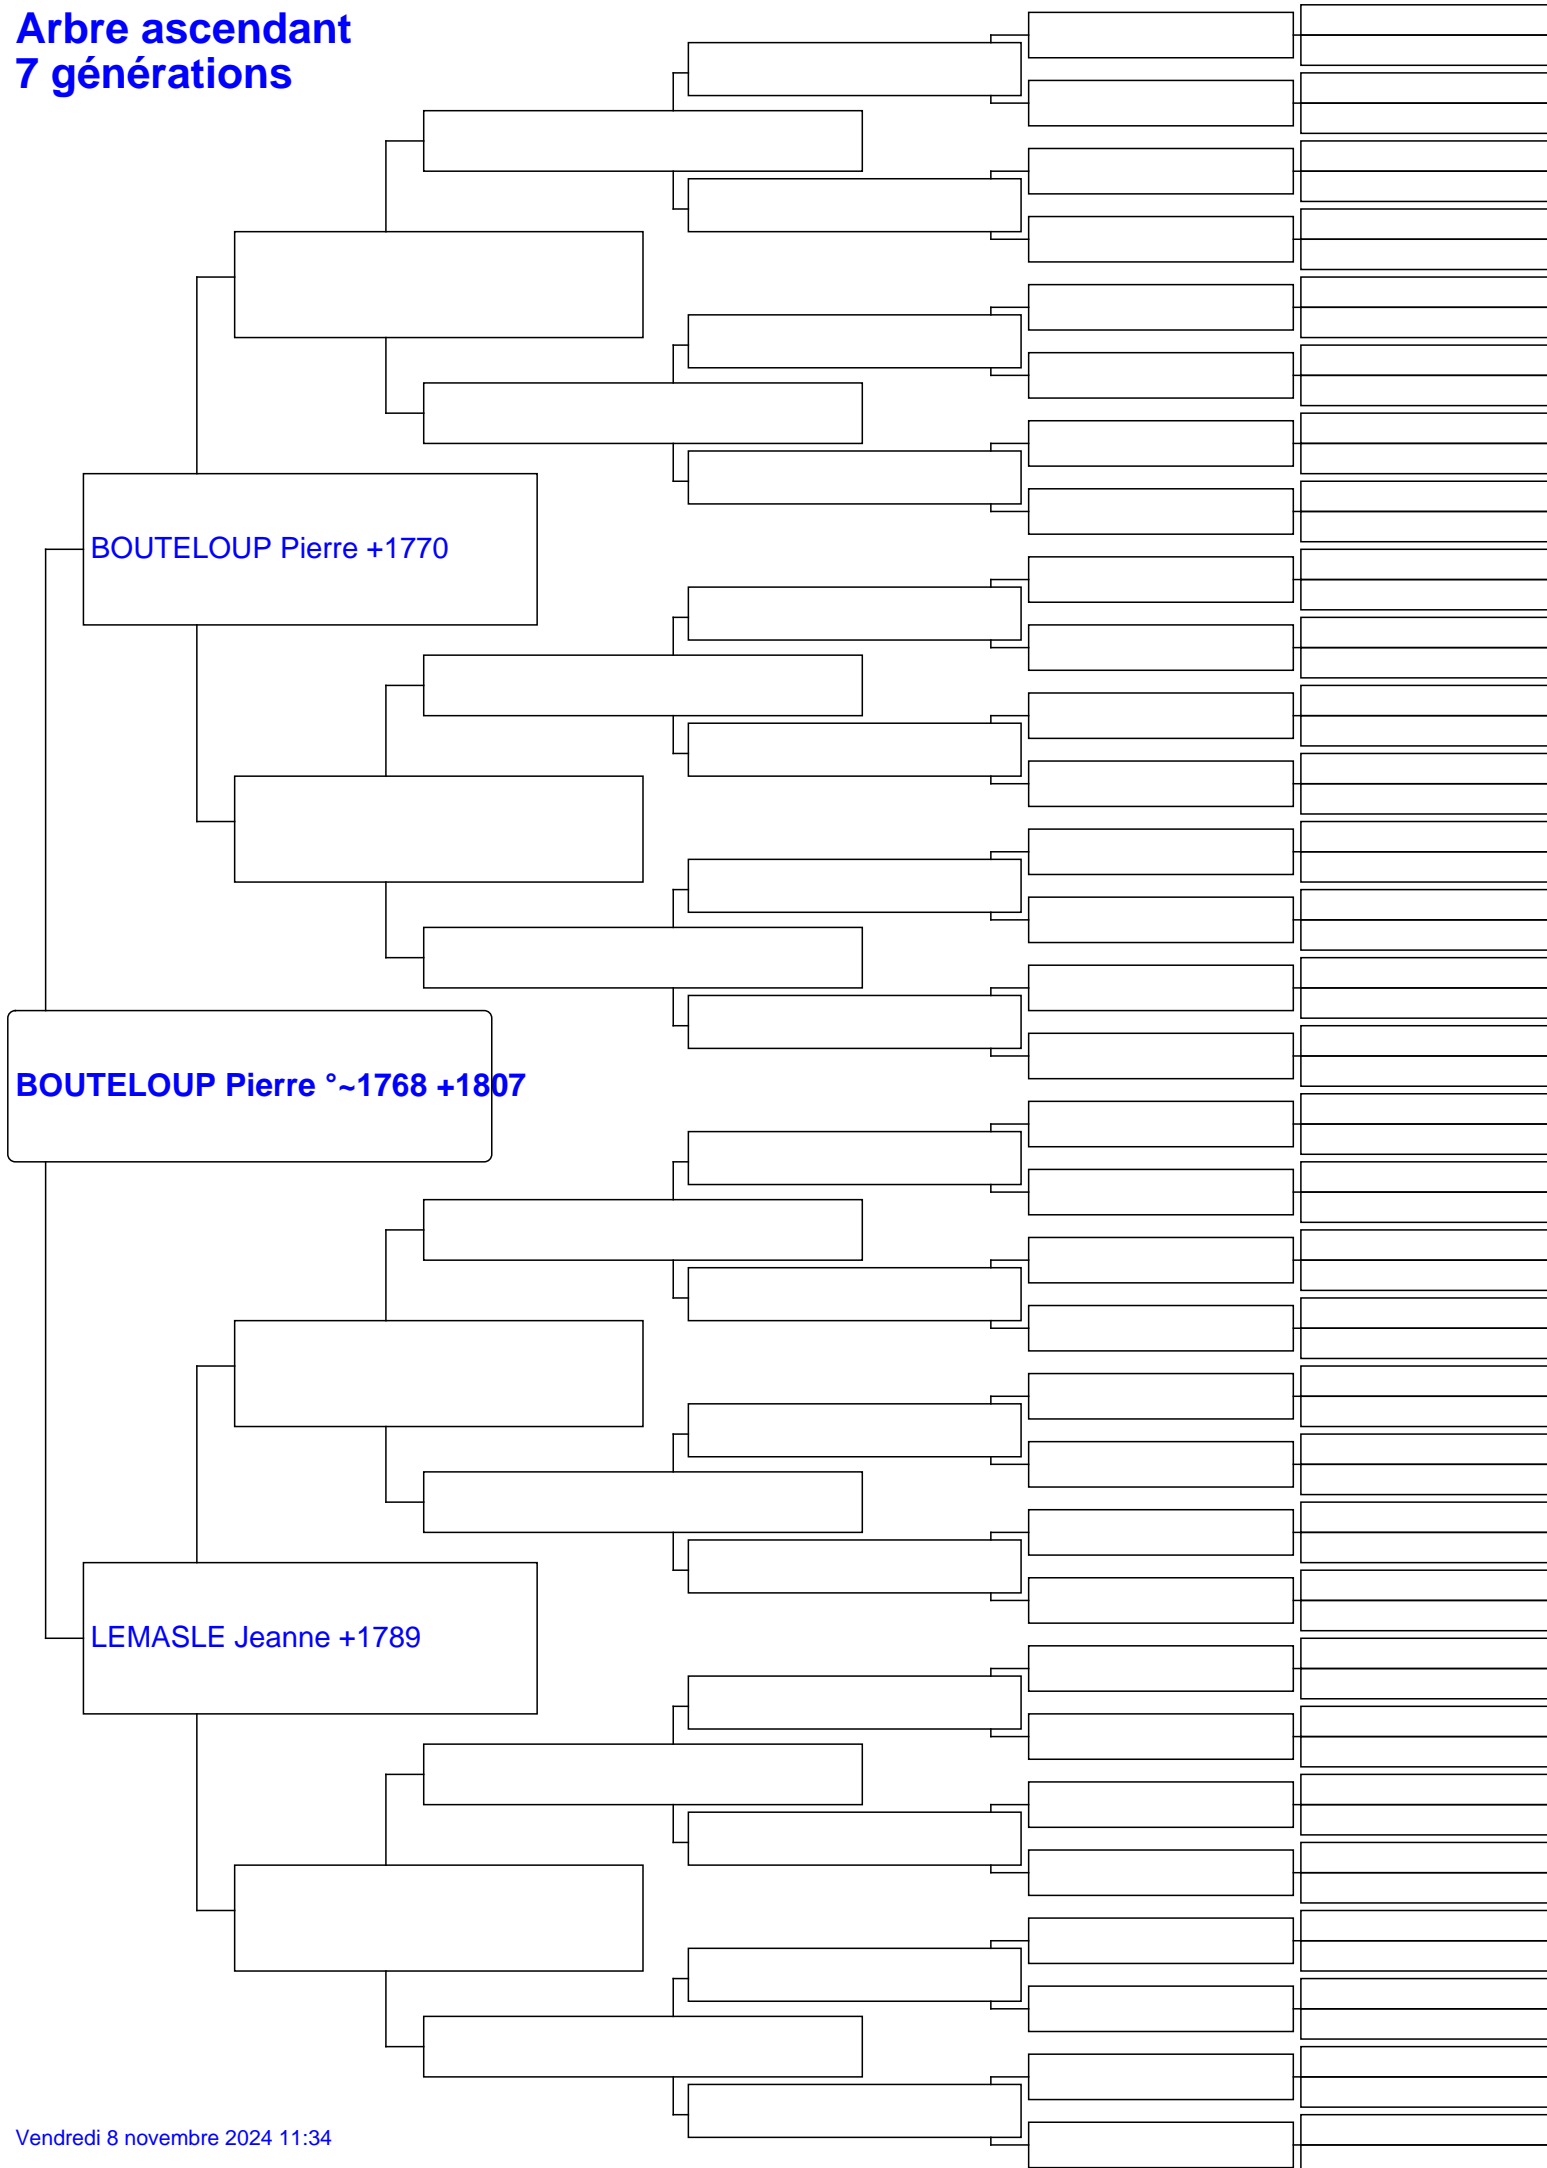 Arbre ascendant
7 générations
BOUTELOUP Pierre +1770
BOUTELOUP Pierre °~1768 +1807
LEMASLE Jeanne +1789
Vendredi 8 novembre 2024 11:34